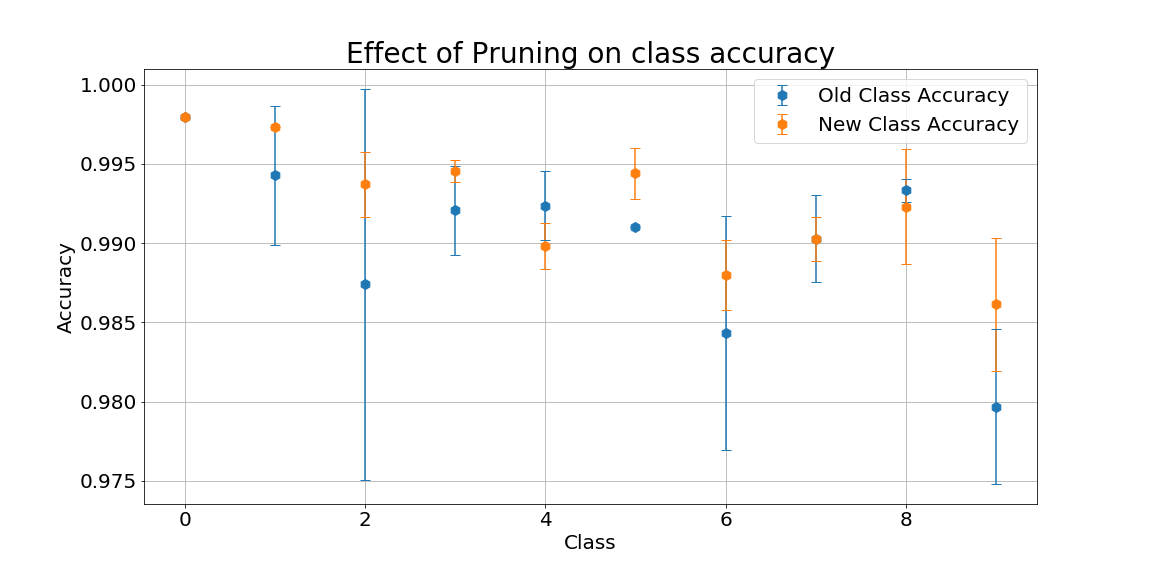 Effect of Pruning on class accuracy
Old Class Accuracy
New Class Accuracy
1.000
0.995
0.990
0.985
0.980
0.975
Accuracy
0 2 4 6 8
Class